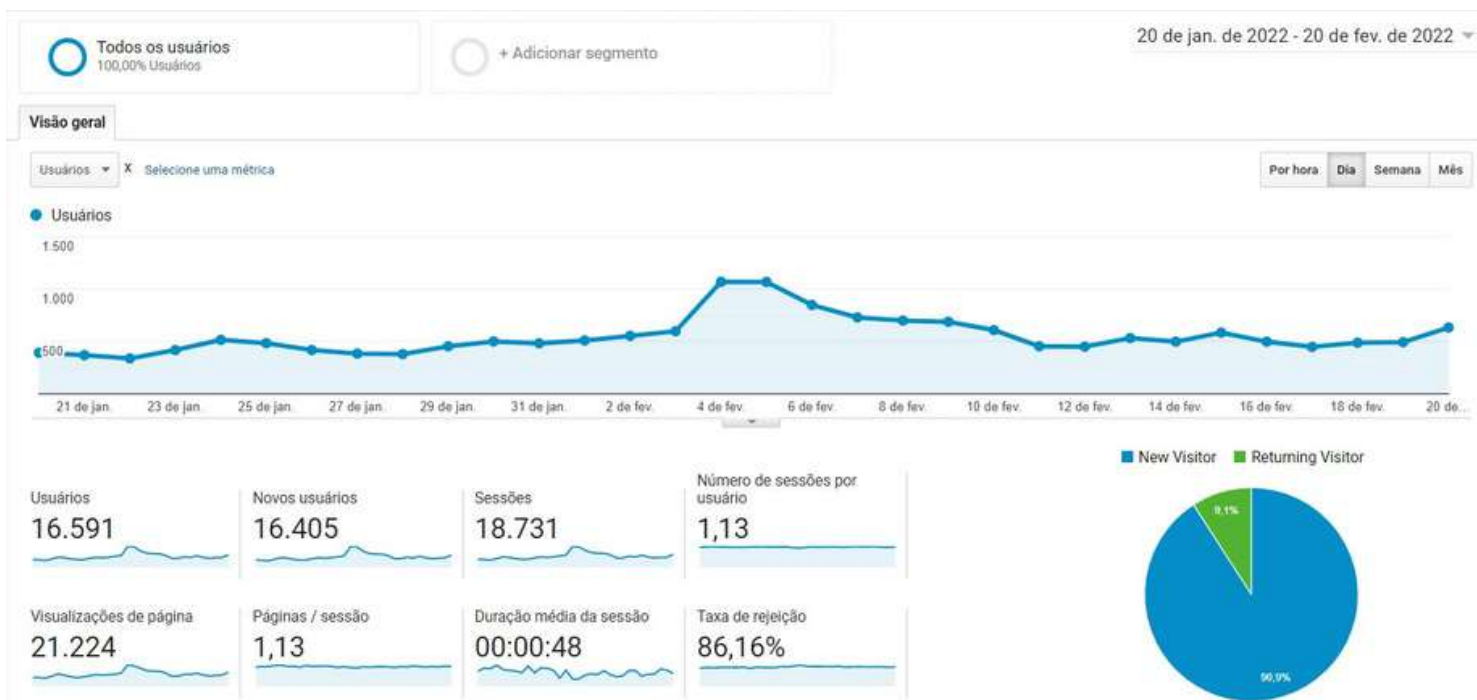 Todos os usuários
100,00% Usuários
+ Adicionar segmento
20 de jan. de 2022 - 20 de fev. de 2022
Visão geral
Usuários
X
Selecione uma métrica
Por hora
Dia
Semana
Mês
Usuários
1.500
1.000
500
21 de jan.
23 de jan.
25 de jan.
27 de jan.
29 de jan.
31 de jan.
2 de fev.
4 de fev.
6 de fev.
8 de fev.
10 de fev.
12 de fev.
14 de fev.
16 de fev.
18 de fev.
20 de...
New Visitor
Returning Visitor
Usuários
16.591
Novos usuários
16.405
Sessões
18.731
Número de sessões por
usuário
1,13
9,1%
90,9%
Visualizações de página
21.224
Páginas / sessão
1,13
Duração média da sessão
00:00:48
Taxa de rejeição
86,16%